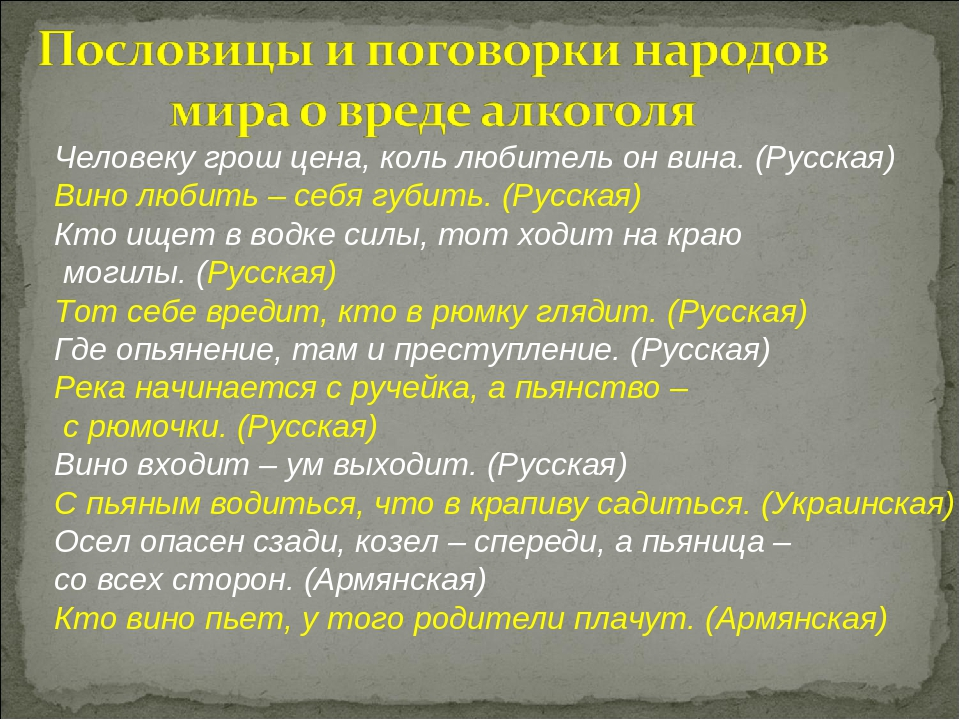 Пословицы и поговорки народов
мира о вреде алкоголя
Человеку грош цена, коль любитель он вина. (Русская)
Вино любить – себя губить. (Русская)
Кто ищет в водке силы, тот ходит на краю
могилы. (Русская)
Тот себе вредит, кто в рюмку глядит. (Русская)
Где опьянение, там и преступление. (Русская)
Река начинается с ручейка, а пьянство –
с рюмочки. (Русская)
Вино входит – ум выходит. (Русская)
С пьяным водиться, что в крапиву садиться. (Украинская)
Осел опасен сзади, козел – спереди, а пьяница –
со всех сторон. (Армянская)
Кто вино пьет, у того родители плачут. (Армянская)